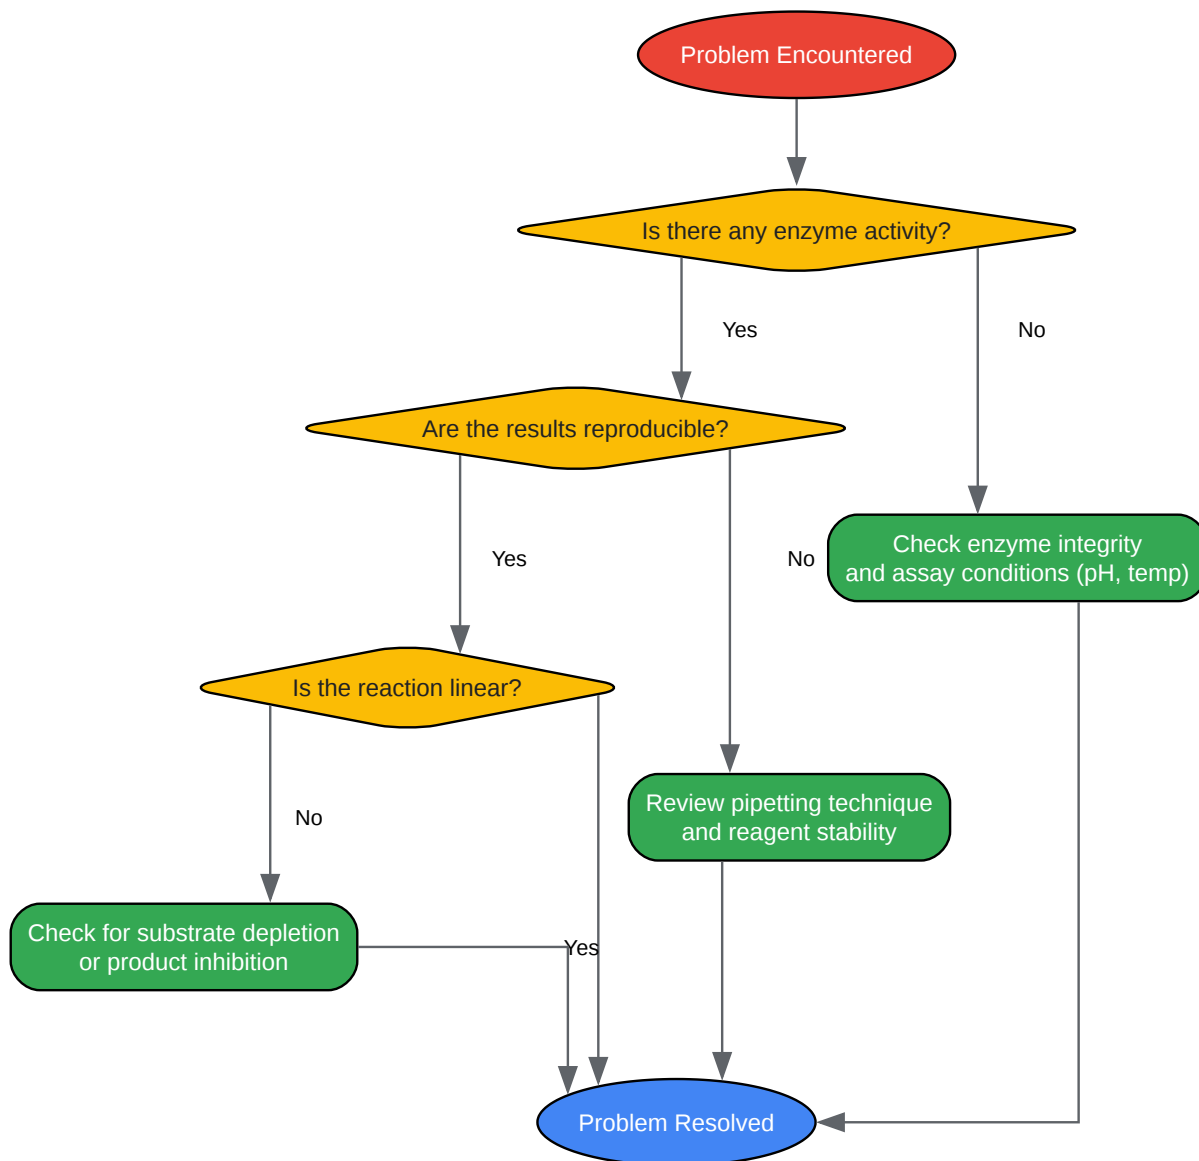 Problem Encountered
Is there any enzyme activity?
Yes
No
Are the results reproducible?
Check enzyme integrity
and assay conditions (pH, temp)
Yes
No
Is the reaction linear?
Review pipetting technique
and reagent stability
No
Check for substrate depletion
or product inhibition
Yes
Problem Resolved